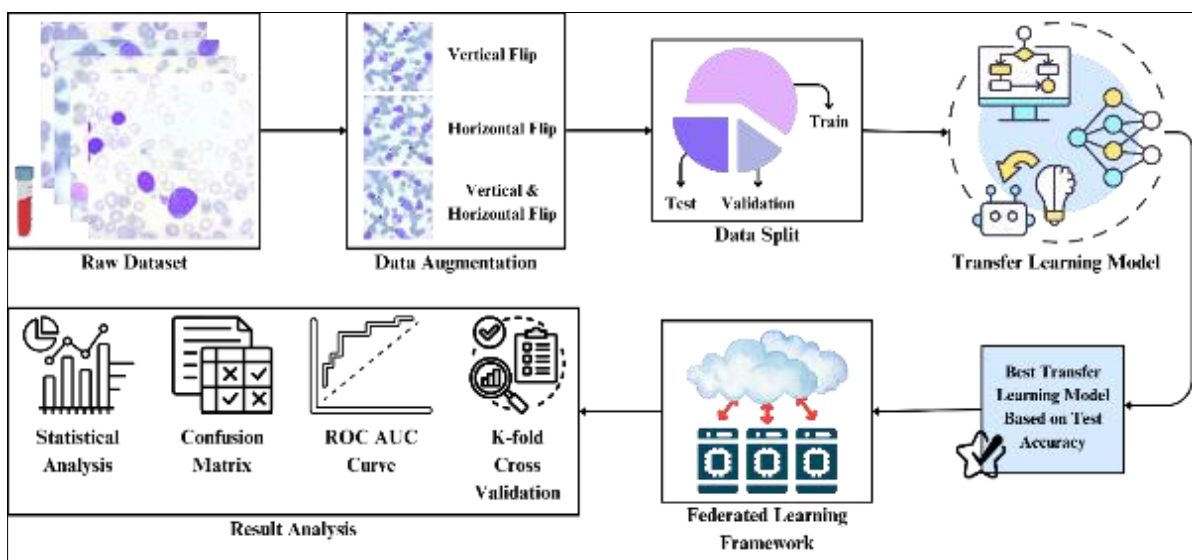 Vertical Flip
Horizontal Flip
Vertical &
Horizontal Flip
Train
Test
Validation
Raw Dataset
Data Augmentation
Data Split
Transfer Learning Model
Best Transfer
Learning Model
Based on Test
Accuracy
Federated Learning
Framework
Statistical
Analysis
Confusion
Matrix
ROC AUC
Curve
K-fold
Cross
Validation
Result Analysis